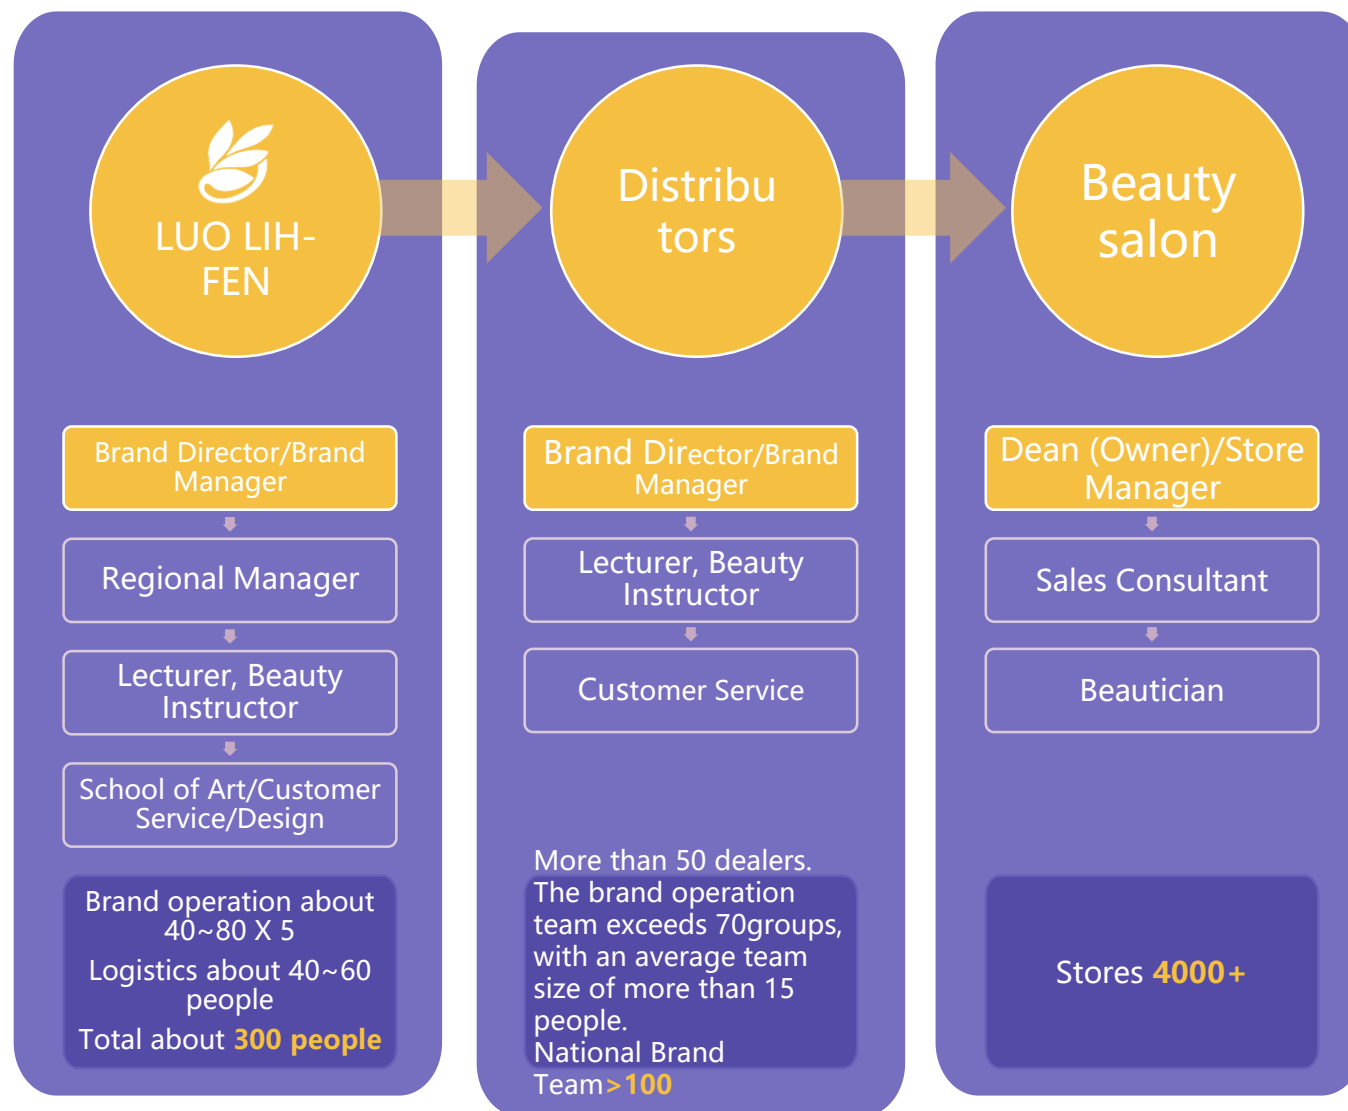 LUO LIH-
FEN
Brand Director/Brand
Manager
Regional Manager
Lecturer, Beauty
Instructor
School of Art/Customer
Service/Design
Brand operation about
40~80 X 5
Logistics about 40~60
people
Total about 300 people
Distribu
tors
Brand Director/Brand
Manager
Lecturer, Beauty
Instructor
Customer Service
More than 50 dealers.
The brand operation
team exceeds 70groups,
with an average team
size of more than 15
people.
National Brand
Team>100
Beauty
salon
Dean (Owner)/Store
Manager
Sales Consultant
Beautician
Stores 4000+